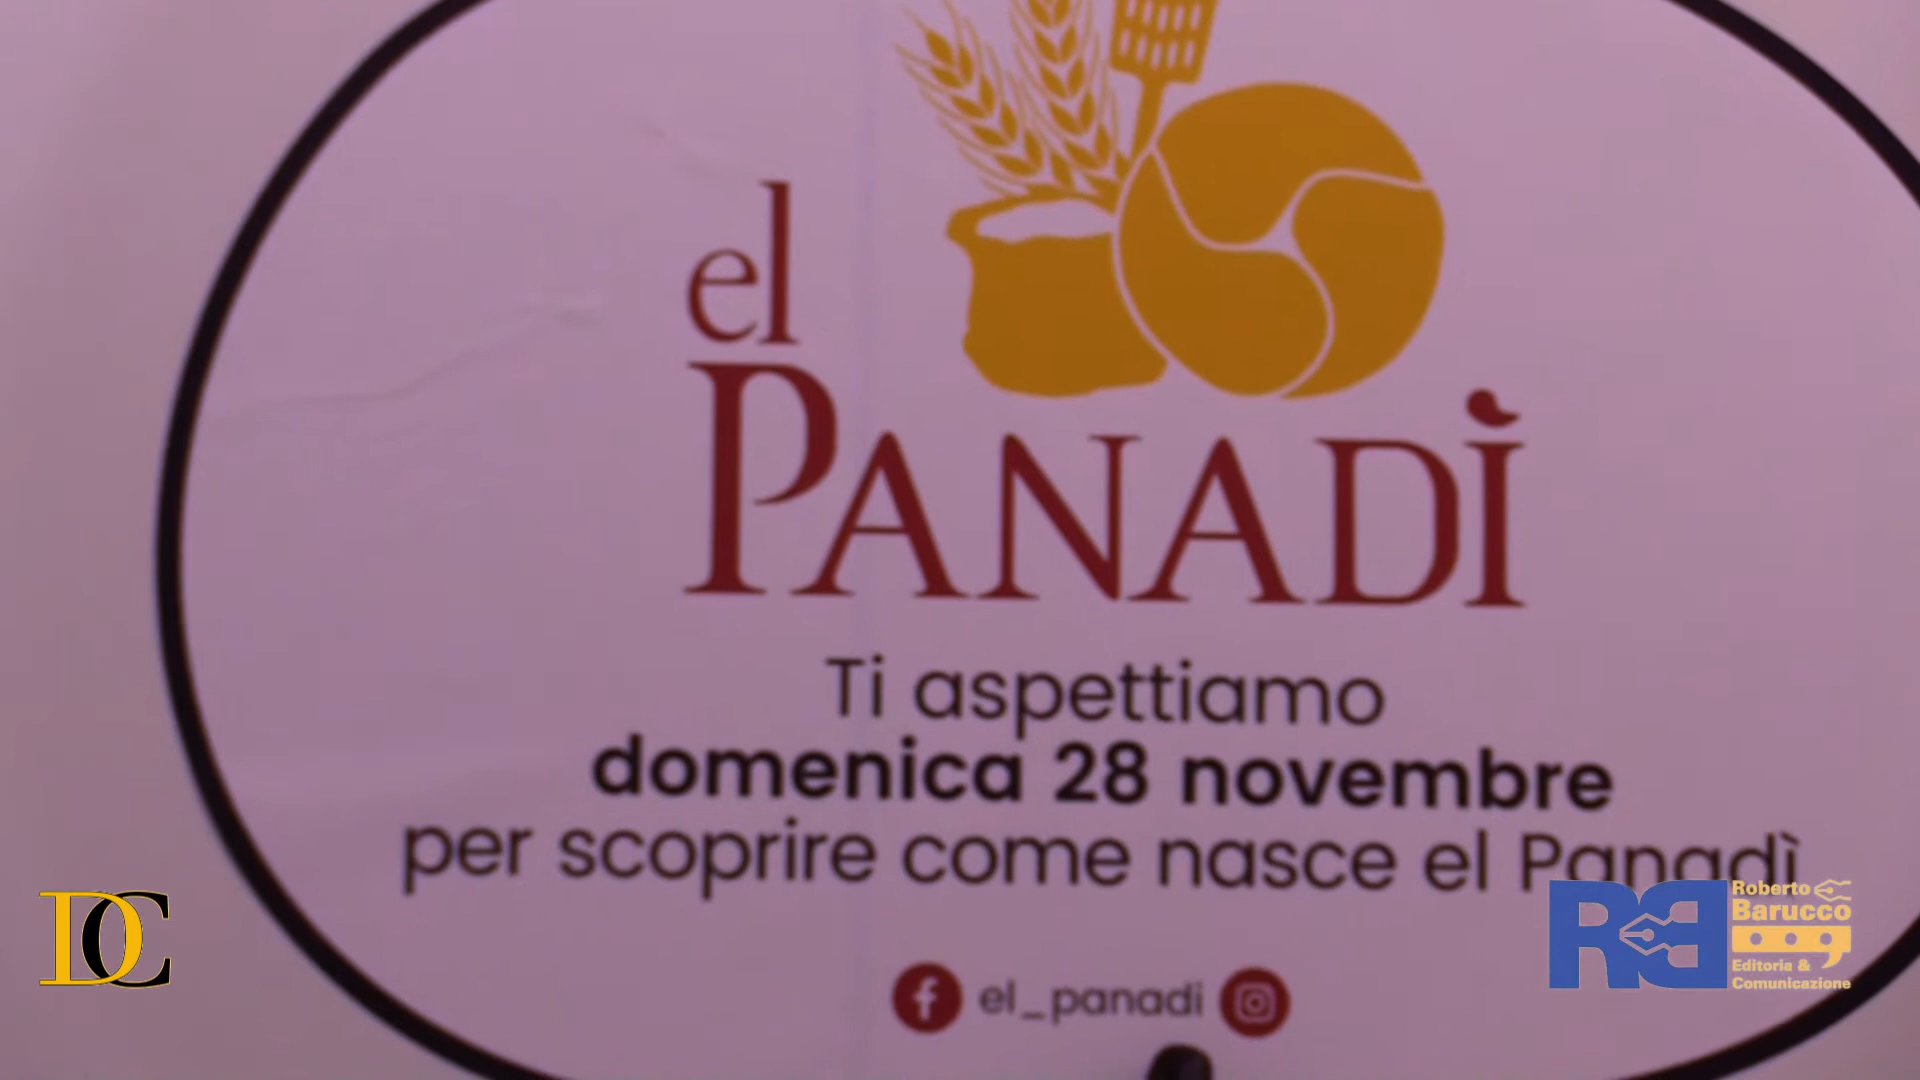 el
PANADÌ
Ti aspettiamo
domenica 28 novembre
per scoprire come nasce el Panadì
el_panadi
DC
RB
Roberto
Barucco
Editoria &
Comunicazione